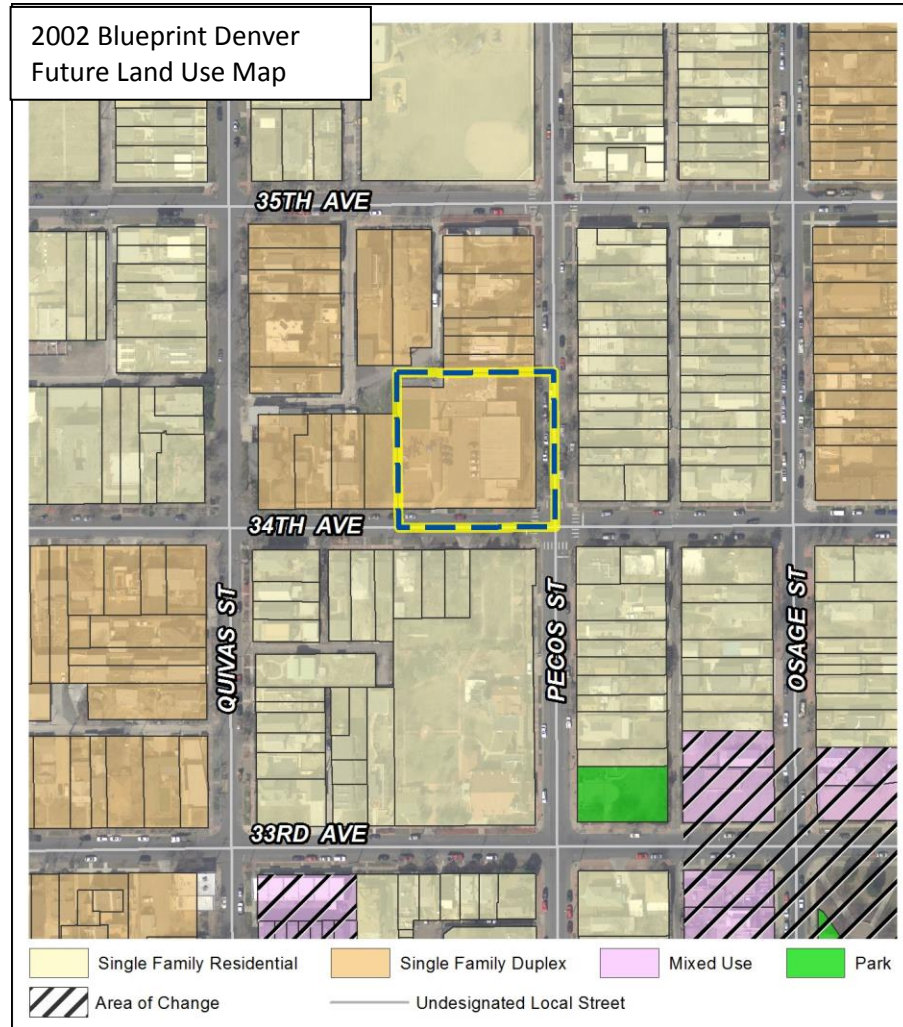 2002 Blueprint Denver
Future Land Use Map
35TH AVE
34TH AVE
QUIVAS ST
PECOS ST
OSAGE ST
33RD AVE
Single Family Residential
Single Family Duplex
Mixed Use
Park
Area of Change
Undesignated Local Street